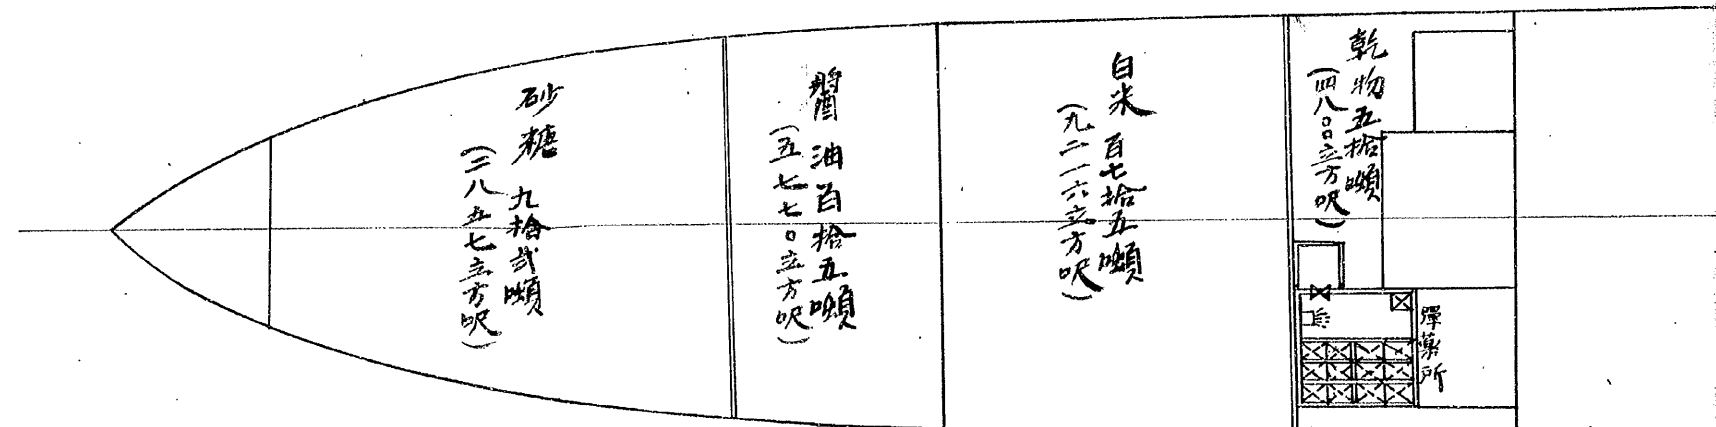 乾物五拾噸
(四八〇〇立方呎)
白米 百七拾五噸
(九二一六立方呎)
醬油百拾五噸
(五七七〇立方呎)
砂糖 九拾弐噸
(三八五七立方呎)
彈薬所